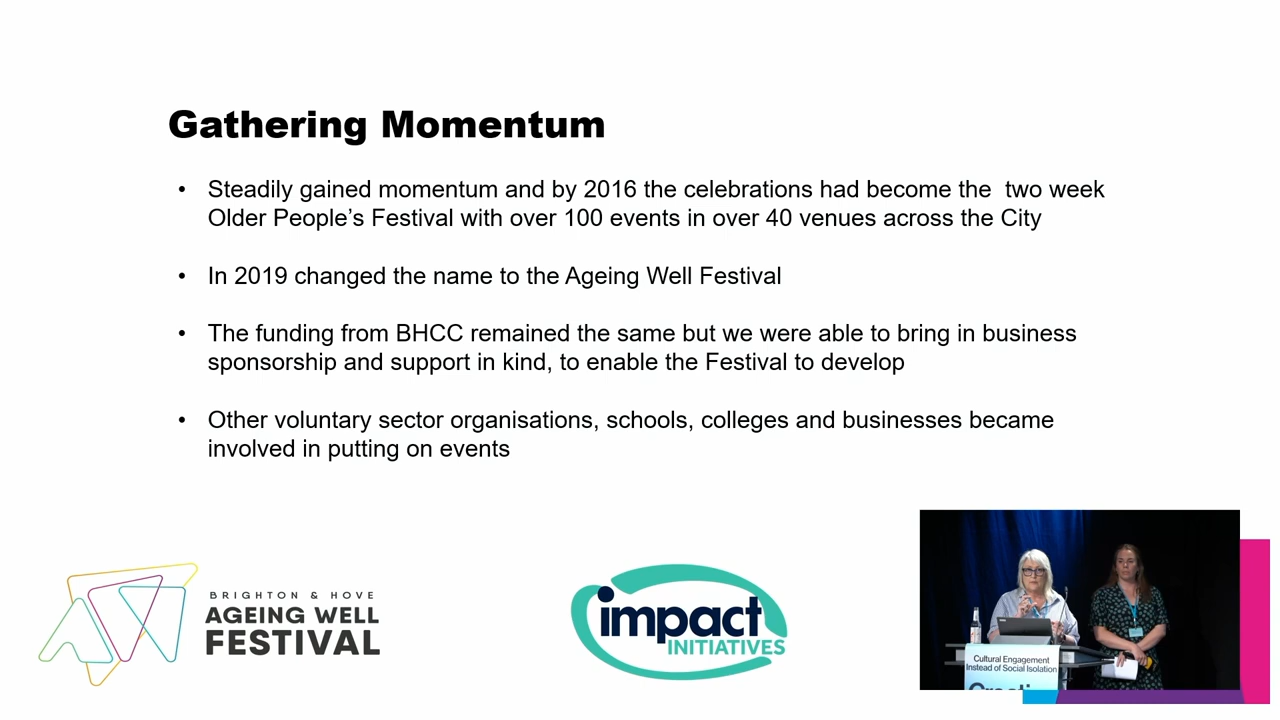 Gathering Momentum
• Steadily gained momentum and by 2016 the celebrations had become the  two week
Older People’s Festival with over 100 events in over 40 venues across the City
• In 2019 changed the name to the Ageing Well Festival
• The funding from BHCC remained the same but we were able to bring in business
sponsorship and support in kind, to enable the Festival to develop
• Other voluntary sector organisations, schools, colleges and businesses became
involved in putting on events
BRIGHTON & HOVE
AGEING WELL
FESTIVAL
impact
INITIATIVES
Cultural Engagement
Instead of Social Isolation